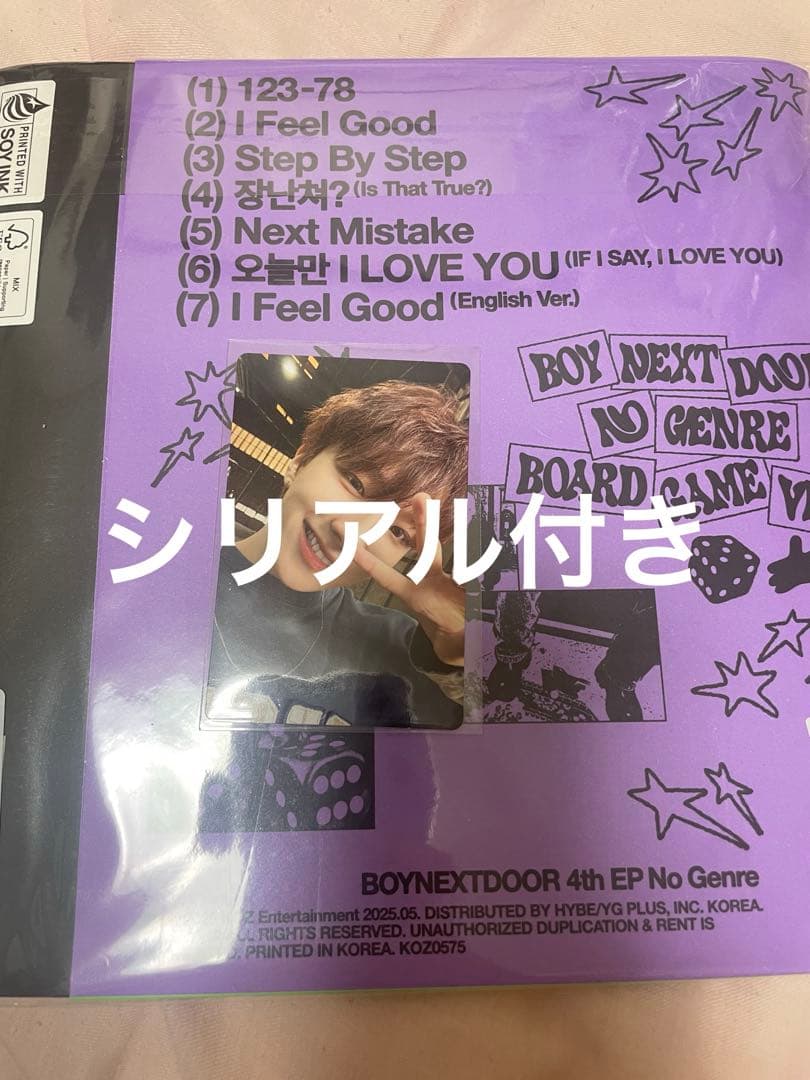 (1) 123-78
(2) I Feel Good
(3) Step By Step
(4) 장난쳐? (Is That True?)
(5) Next Mistake
(6) 오늘만 I LOVE YOU (IF I SAY, I LOVE YOU)
(7) I Feel Good (English Ver.)
PRINTED WITH
SOY INK
MIX
BOY NEXT DOO
NO GENRE
BOARD GAME
シリアル付き
BOYNEXTDOOR 4th EP No Genre
Z Entertainment 2025.05. DISTRIBUTED BY HYBE/YG PLUS, INC. KOREA.
RIGHTS RESERVED. UNAUTHORIZED DUPLICATION & RENT IS
PRINTED IN KOREA. KOZ0575